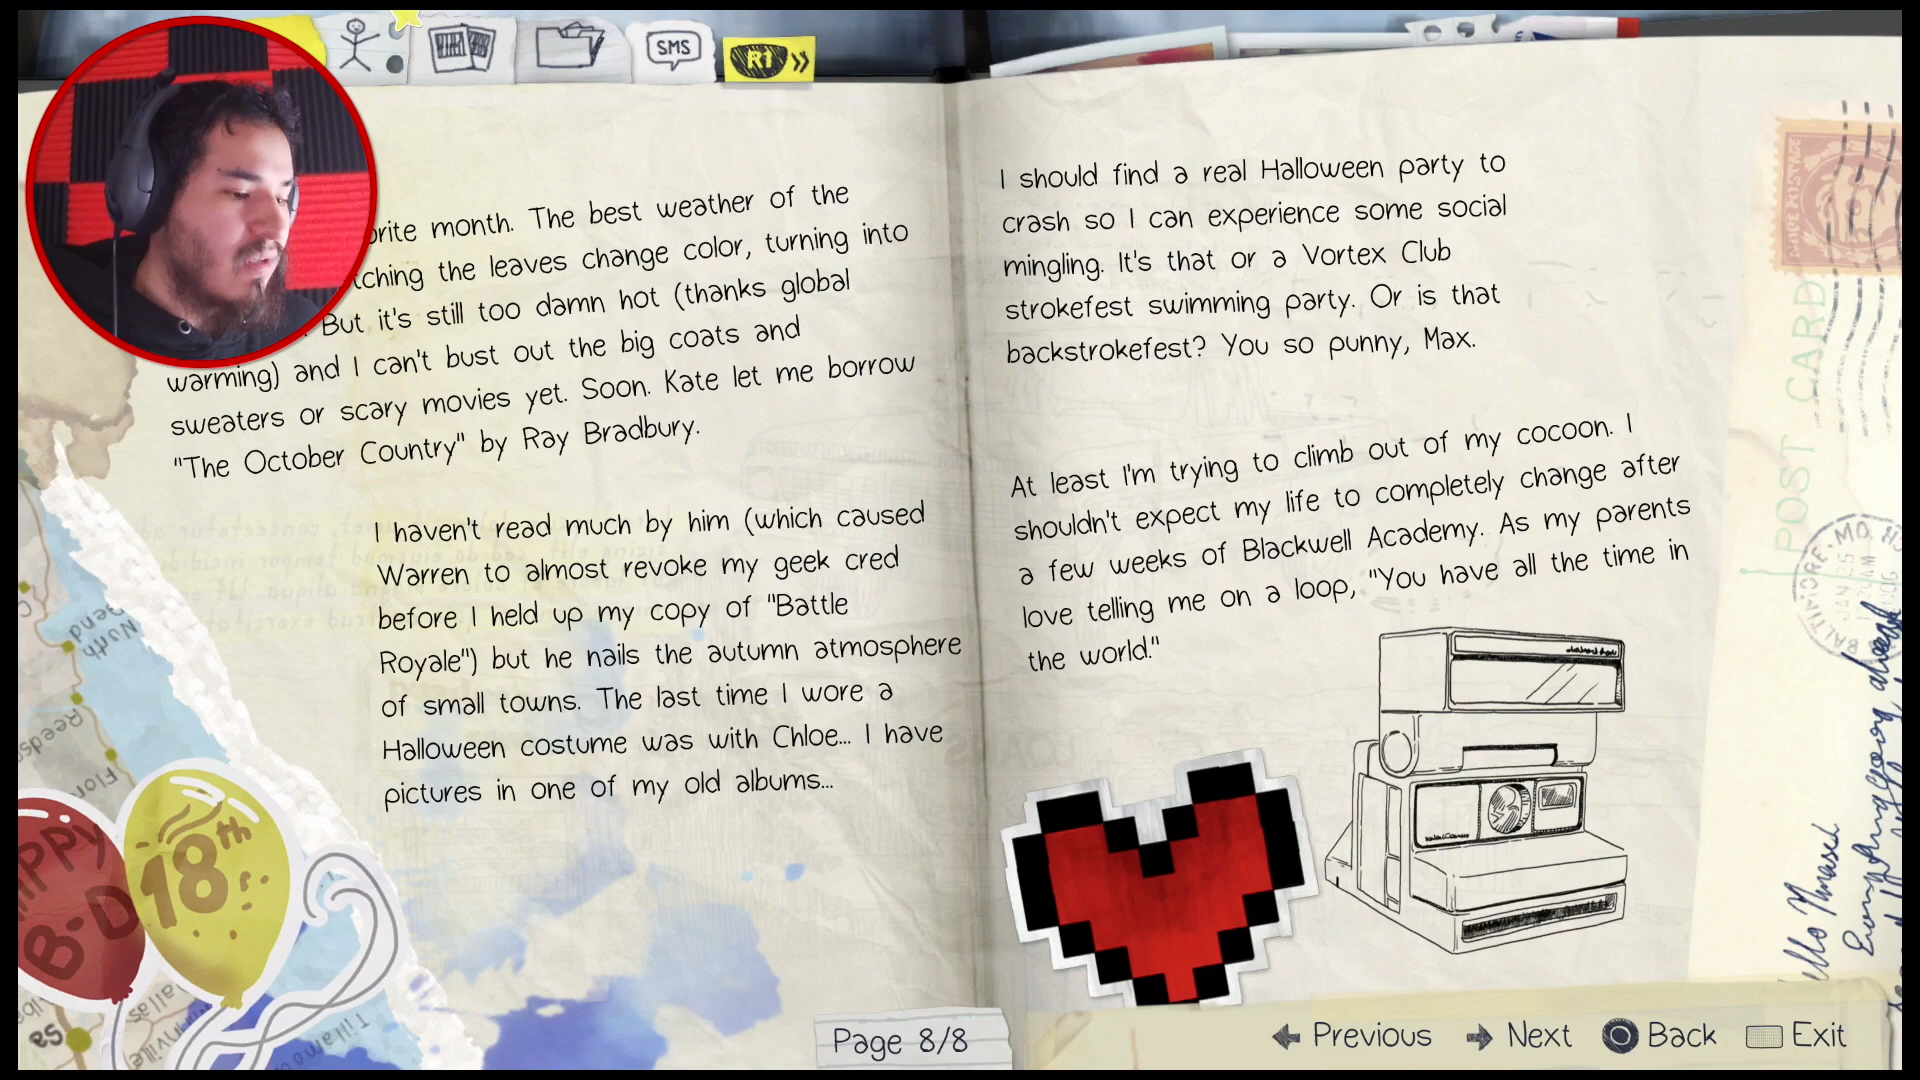 SMS
R1
orite month. The best weather of the
tching the leaves change color, turning into
But it's still too damn hot (thanks global
warming) and I can't bust out the big coats and
sweaters or scary movies yet. Soon. Kate let me borrow
"The October Country" by Ray Bradbury.
I haven't read much by him (which caused
Warren to almost revoke my geek cred
before I held up my copy of "Battle
Royale") but he nails the autumn atmosphere
of small towns. The last time I wore a
Halloween costume was with Chloe... I have
pictures in one of my old albums...
I should find a real Halloween party to
crash so I can experience some social
mingling. It's that or a Vortex Club
strokefest swimming party. Or is that
backstrokefest? You so punny, Max.
At least I'm trying to climb out of my cocoon. I
shouldn't expect my life to completely change after
a few weeks of Blackwell Academy. As my parents
love telling me on a loop, "You have all the time in
the world."
POST CARD
BALTIMORE, MD.
North
Bend
18th
B-D
Page 8/8
Previous
Next
Back
Exit